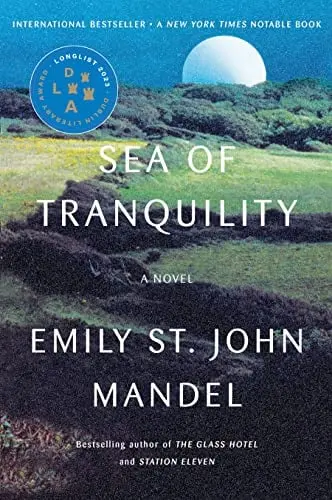 INTERNATIONAL BESTSELLER • A NEW YORK TIMES NOTABLE BOOK
LONGLIST 2023
DLA
DUBLIN LITERARY AWARD
SEA OF
TRANQUILITY
A NOVEL
EMILY ST. JOHN
MANDEL
Bestselling author of THE GLASS HOTEL
and STATION ELEVEN